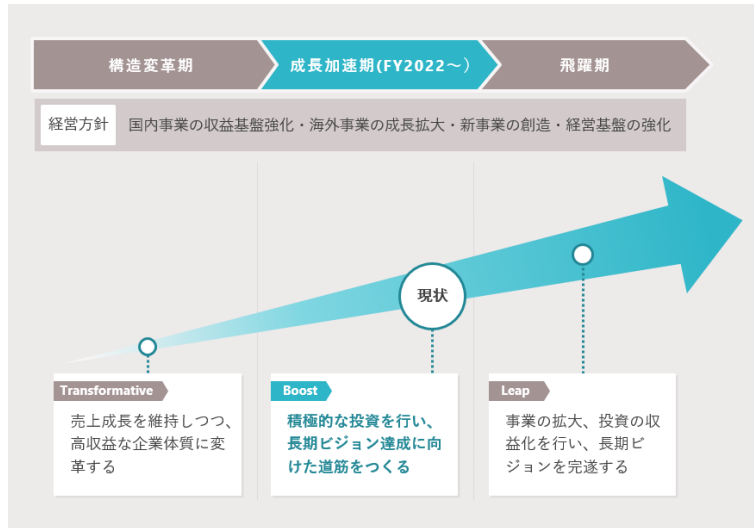 構造変革期
成長加速期(FY2022～)
飛躍期
経営方針
国内事業の収益基盤強化・海外事業の成長拡大・新事業の創造・経営基盤の強化
現状
Transformative
売上成長を維持しつつ、
高収益な企業体質に変
革する
Boost
積極的な投資を行い、
長期ビジョン達成に向
けた道筋をつくる
Leap
事業の拡大、投資の収
益化を行い、長期ビ
ジョンを完遂する